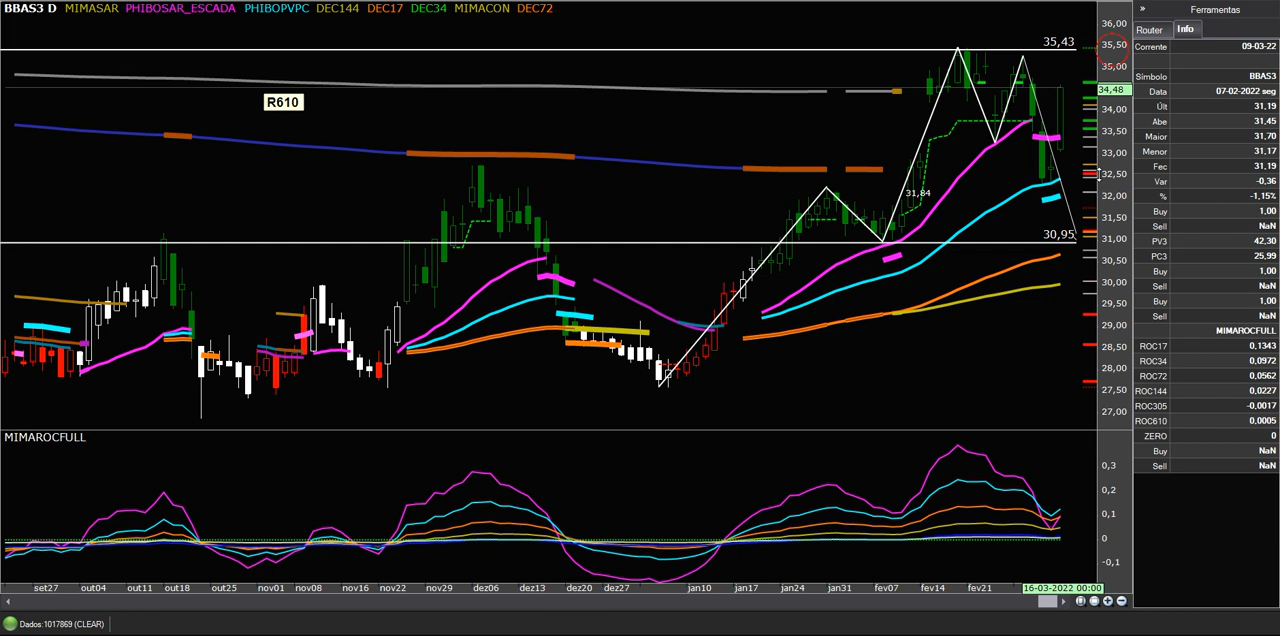 BBAS3 D MIMASAR PHIBOSAR_ESCADA PHIBOPVPC DEC144 DEC17 DEC34 MIMACON DEC72
35,43
R610
31,84
30,95
36,00
35,50
35,00
34,48
34,00
33,50
33,00
32,50
32,00
31,50
31,00
30,50
30,00
29,50
29,00
28,50
28,00
27,50
27,00
MIMAROCFULL
0,3
0,2
0,1
0
-0,1
set27 out04 out11 out18 out25 nov01 nov08 nov16 nov22 nov29 dez06 dez13 dez20 dez27 jan10 jan17 jan24 jan31 fev07 fev14 fev21 16-03-2022 00:00
Dados:1017869 (CLEAR)
» Ferramentas
Router Info
Corrente 09-03-22
Símbolo BBAS3
Data 07-02-2022 seg
Últ 31,19
Abe 31,45
Maior 31,70
Menor 31,17
Fec 31,19
Var -0,36
% -1,15%
Buy 1,00
Sell NaN
PV3 42,30
PC3 25,99
Buy 1,00
Sell NaN
Buy 1,00
Sell NaN
MIMAROCFULL
ROC17 0,1343
ROC34 0,0972
ROC72 0,0562
ROC144 0,0227
ROC305 -0,0017
ROC610 0,0005
ZERO 0
Buy NaN
Sell NaN